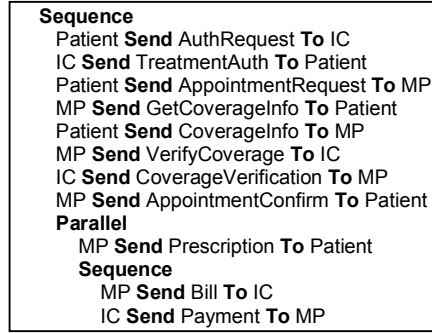 Sequence
Patient Send AuthRequest To IC
IC Send TreatmentAuth To Patient
Patient Send AppointmentRequest To MP
MP Send GetCoverageInfo To Patient
Patient Send CoverageInfo To MP
MP Send VerifyCoverage To IC
IC Send CoverageVerification To MP
MP Send AppointmentConfirm To Patient
Parallel
MP Send Prescription To Patient
Sequence
MP Send Bill To IC
IC Send Payment To MP